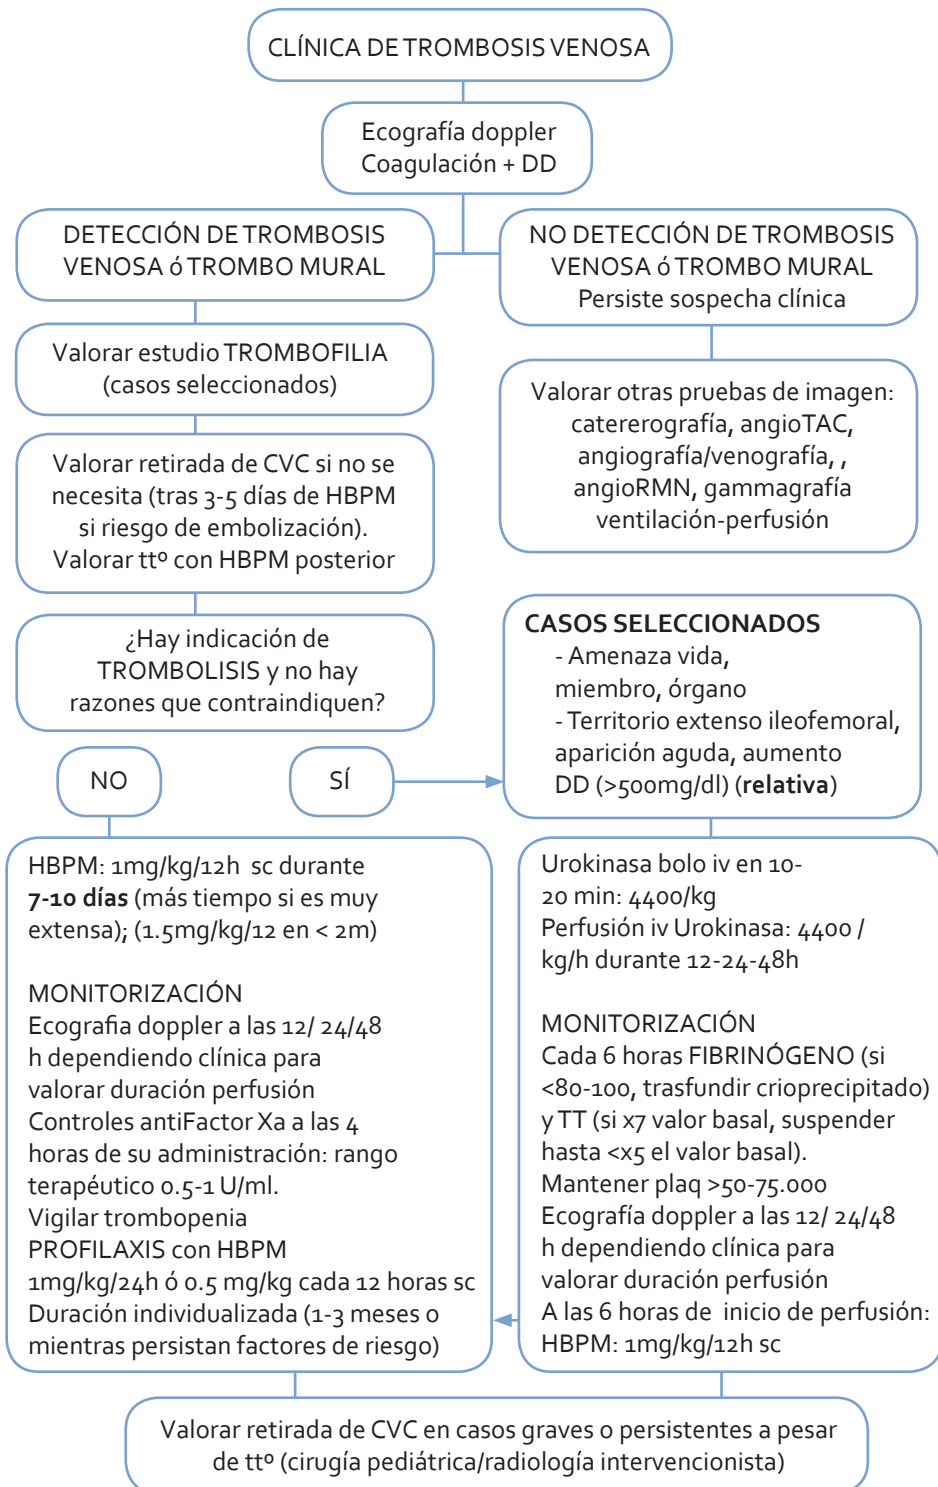 CLÍNICA DE TROMBOSIS VENOSA
Ecografía doppler
Coagulación + DD
DETECCIÓN DE TROMBOSIS
VENOSA ó TROMBO MURAL
NO DETECCIÓN DE TROMBOSIS
VENOSA ó TROMBO MURAL
Persiste sospecha clínica
Valorar estudio TROMBOFILIA
(casos seleccionados)
Valorar otras pruebas de imagen:
catererografía, angioTAC,
angiografía/venografía, ,
angioRMN, gammagrafía
ventilación-perfusión
Valorar retirada de CVC si no se
necesita (tras 3-5 días de HBPM
si riesgo de embolización).
Valorar ttº con HBPM posterior
¿Hay indicación de
TROMBOLISIS y no hay
razones que contraindiquen?
CASOS SELECCIONADOS
- Amenaza vida,
miembro, órgano
- Territorio extenso ileofemoral,
aparición aguda, aumento
DD (>500mg/dl) (relativa)
NO
SÍ
HBPM: 1mg/kg/12h sc durante
7-10 días (más tiempo si es muy
extensa); (1.5mg/kg/12 en < 2m)
MONITORIZACIÓN
Ecografia doppler a las 12/ 24/48
h dependiendo clínica para
valorar duración perfusión
Controles antiFactor Xa a las 4
horas de su administración: rango
terapéutico 0.5-1 U/ml.
Vigilar trombopenia
PROFILAXIS con HBPM
1mg/kg/24h ó 0.5 mg/kg cada 12 horas sc
Duración individualizada (1-3 meses o
mientras persistan factores de riesgo)
Urokinasa bolo iv en 10-
20 min: 4400/kg
Perfusión iv Urokinasa: 4400 /
kg/h durante 12-24-48h
MONITORIZACIÓN
Cada 6 horas FIBRINÓGENO (si
<80-100, trasfundir crioprecipitado)
y TT (si x7 valor basal, suspender
hasta <x5 el valor basal).
Mantener plaq >50-75.000
Ecografía doppler a las 12/ 24/48
h dependiendo clínica para
valorar duración perfusión
A las 6 horas de inicio de perfusión:
HBPM: 1mg/kg/12h sc
Valorar retirada de CVC en casos graves o persistentes a pesar
de ttº (cirugía pediátrica/radiología intervencionista)